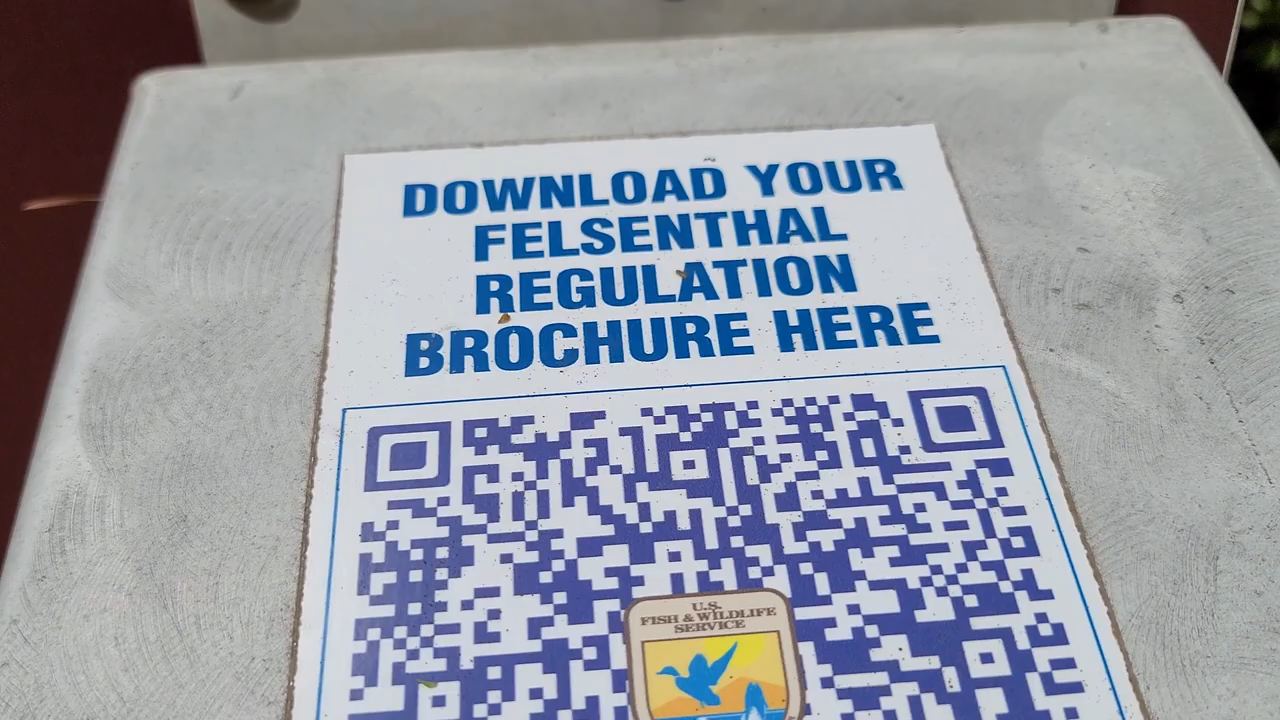 DOWNLOAD YOUR
FELSENTHAL
REGULATION
BROCHURE HERE
U.S.
FISH & WILDLIFE
SERVICE